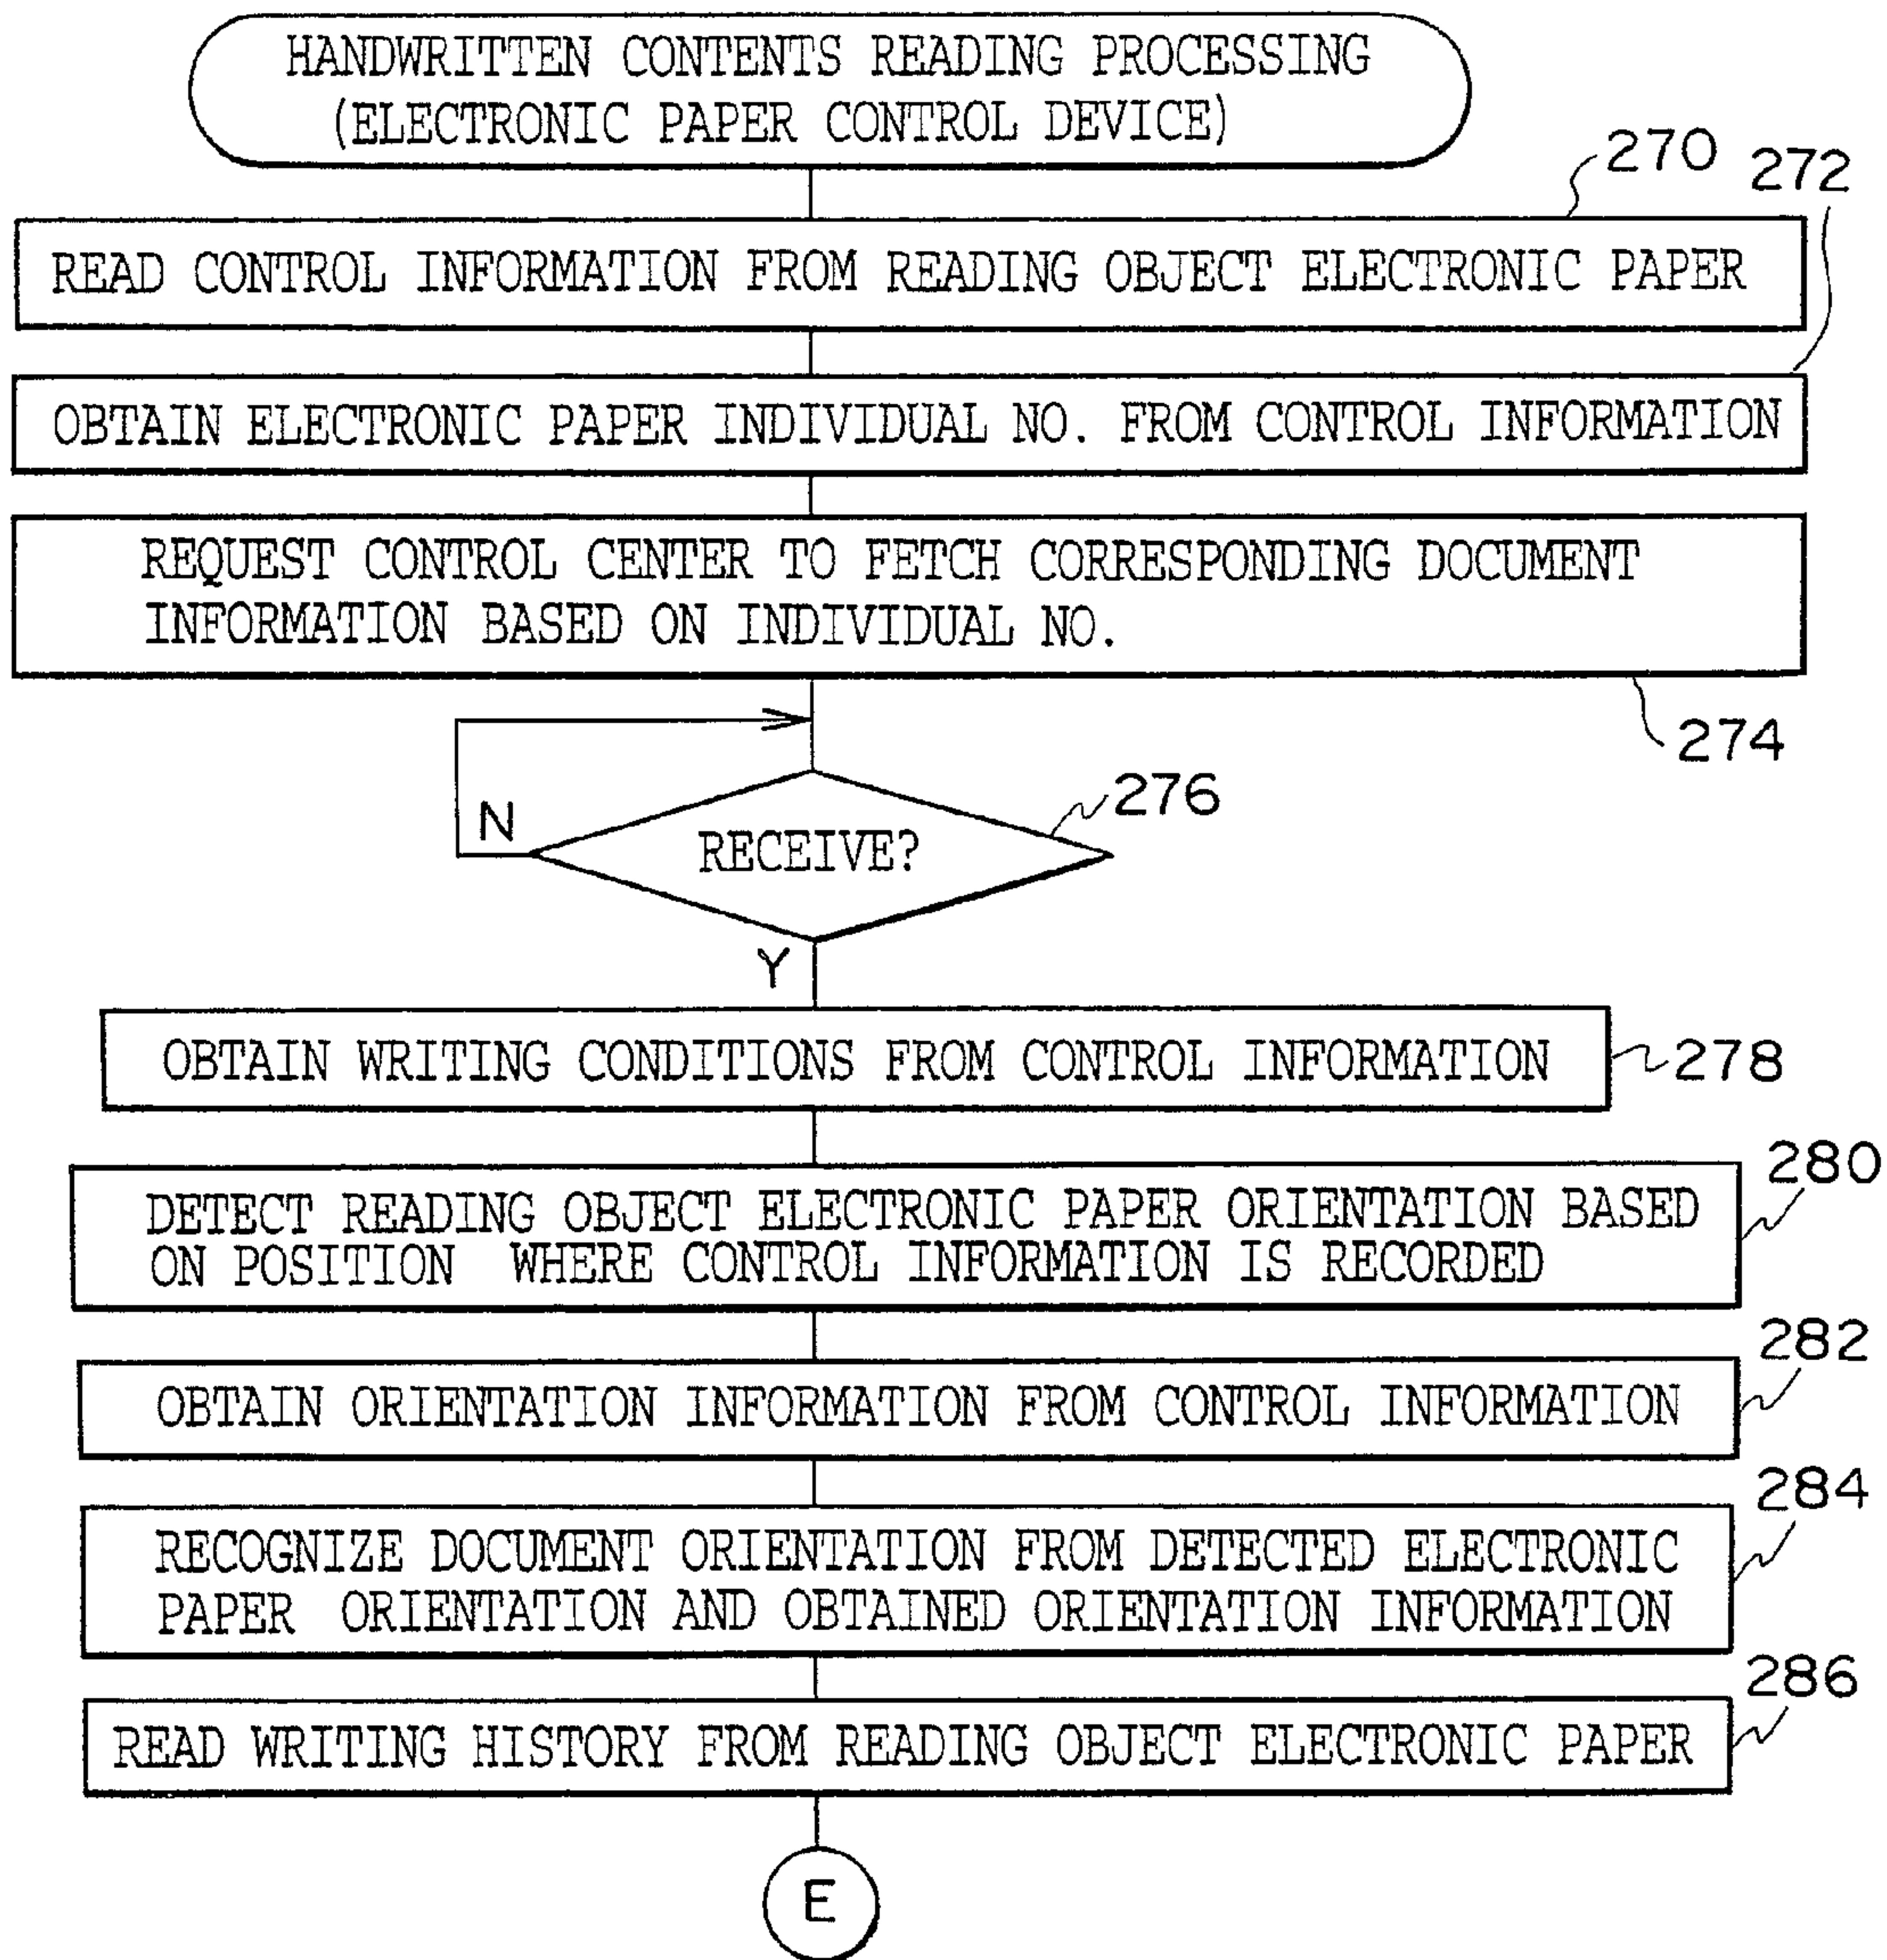 HANDWRITTEN CONTENTS READING PROCESSING
(ELECTRONIC PAPER CONTROL DEVICE)
270
272
READ CONTROL INFORMATION FROM READING OBJECT ELECTRONIC PAPER
OBTAIN ELECTRONIC PAPER INDIVIDUAL NO. FROM CONTROL INFORMATION
REQUEST CONTROL CENTER TO FETCH CORRESPONDING DOCUMENT
INFORMATION BASED ON INDIVIDUAL NO.
274
276
N
RECEIVE?
Y
OBTAIN WRITING CONDITIONS FROM CONTROL INFORMATION
278
280
DETECT READING OBJECT ELECTRONIC PAPER ORIENTATION BASED
ON POSITION WHERE CONTROL INFORMATION IS RECORDED
282
OBTAIN ORIENTATION INFORMATION FROM CONTROL INFORMATION
284
RECOGNIZE DOCUMENT ORIENTATION FROM DETECTED ELECTRONIC
PAPER ORIENTATION AND OBTAINED ORIENTATION INFORMATION
286
READ WRITING HISTORY FROM READING OBJECT ELECTRONIC PAPER
E